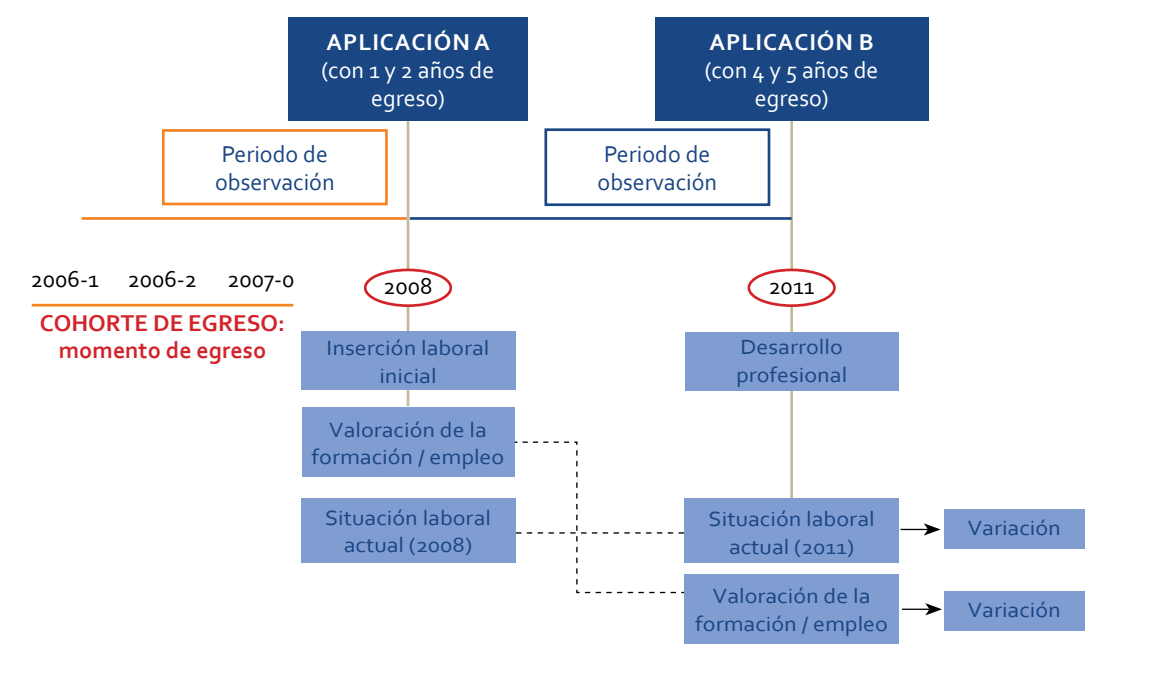 APLICACIÓN A
(con 1 y 2 años de
egreso)
APLICACIÓN B
(con 4 y 5 años de
egreso)
Periodo de
observación
Periodo de
observación
2006-1 2006-2 2007-0
2008
2011
COHORTE DE EGRESO:
momento de egreso
Inserción laboral
inicial
Desarrollo
profesional
Valoración de la
formación / empleo
Situación laboral
actual (2008)
Situación laboral
actual (2011)
Variación
Valoración de la
formación / empleo
Variación